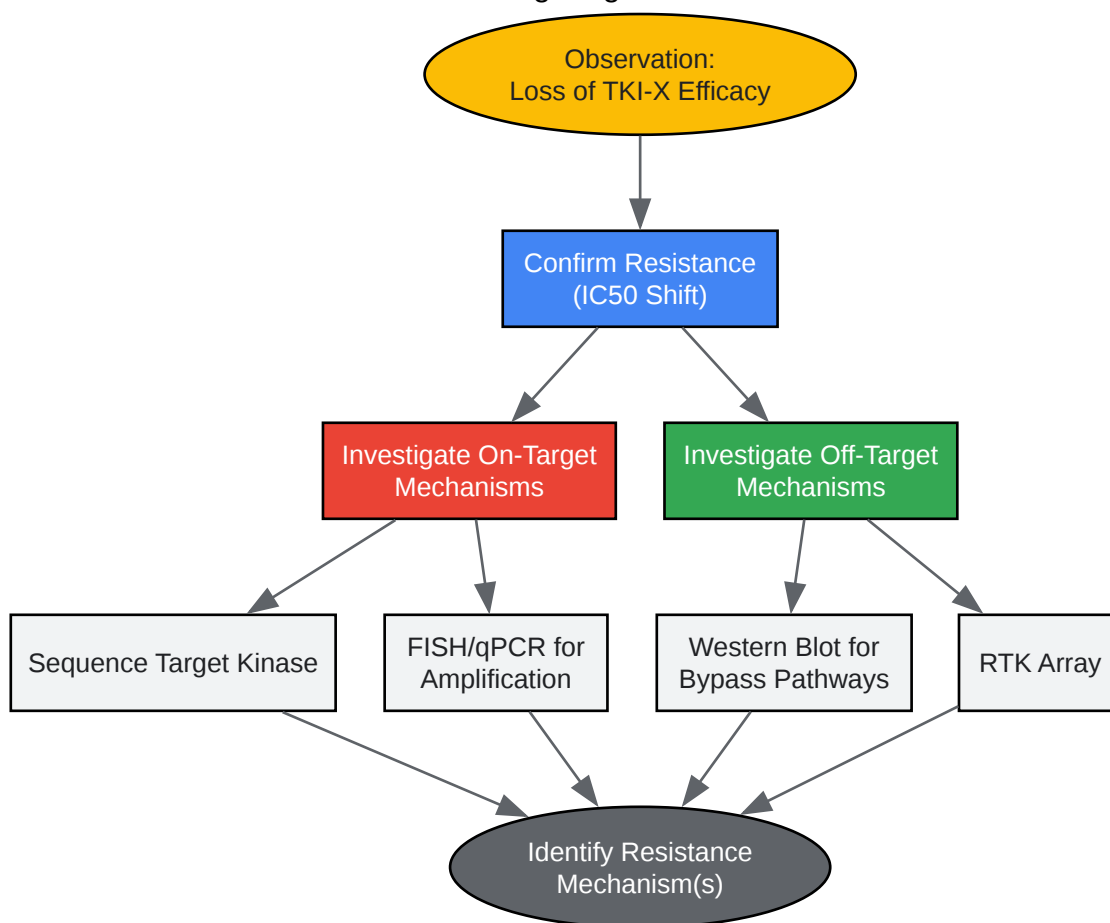 Observation:
Loss of TKI-X Efficacy
Confirm Resistance
(IC50 Shift)
Investigate On-Target
Mechanisms
Investigate Off-Target
Mechanisms
Sequence Target Kinase
FISH/qPCR for
Amplification
Western Blot for
Bypass Pathways
RTK Array
Identify Resistance
Mechanism(s)